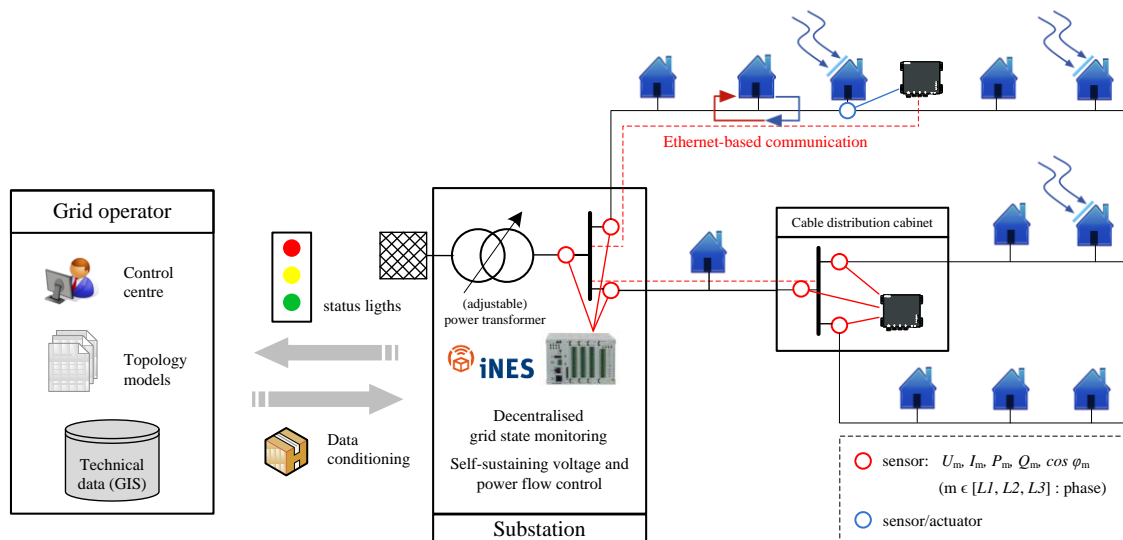 Ethernet-based communication
Grid operator
Control
centre
Topology
models
Technical
data (GIS)
status ligths
Data
conditioning
(adjustable)
power transformer
iNES
Decentralised
grid state monitoring
Self-sustaining voltage and
power flow control
Substation
Cable distribution cabinet
sensor: Um, Im, Pm, Qm, cos φm
(m ϵ [L1, L2, L3] : phase)
sensor/actuator